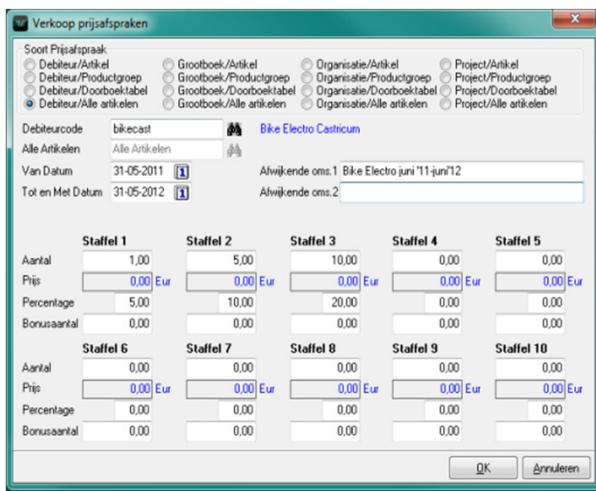 Verkoop prijsafspraken
Soort Prijsafspraak
Debiteur/Artikel Grootboek/Artikel Organisatie/Artikel Project/Artikel
Debiteur/Productgroep Grootboek/Productgroep Organisatie/Productgroep Project/Productgroep
Debiteur/Doorboektabel Grootboek/Doorboektabel Organisatie/Doorboektabel Project/Doorboektabel
Debiteur/Alle artikelen Grootboek/Alle artikelen Organisatie/Alle artikelen Project/Alle artikelen
Debiteurcode bikecast Bike Electro Castricum
Alle Artikelen Alle Artikelen
Van Datum 31-05-2011 Afwijkende oms.1 Bike Electro juni '11-juni'12
Tot en Met Datum 31-05-2012 Afwijkende oms.2
Staffel 1 Staffel 2 Staffel 3 Staffel 4 Staffel 5
Aantal 1,00 5,00 10,00 0,00 0,00
Prijs 0,00 Eur 0,00 Eur 0,00 Eur 0,00 Eur 0,00 Eur
Percentage 5,00 10,00 20,00 0,00 0,00
Bonusaantal 0,00 0,00 0,00 0,00 0,00
Staffel 6 Staffel 7 Staffel 8 Staffel 9 Staffel 10
Aantal 0,00 0,00 0,00 0,00 0,00
Prijs 0,00 Eur 0,00 Eur 0,00 Eur 0,00 Eur 0,00 Eur
Percentage 0,00 0,00 0,00 0,00 0,00
Bonusaantal 0,00 0,00 0,00 0,00 0,00
OK Annuleren